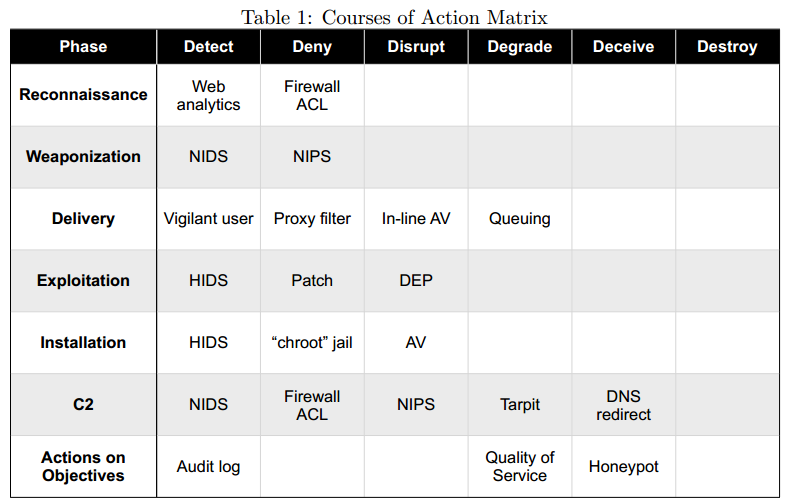 Table 1: Courses of Action Matrix
Phase Detect Deny Disrupt Degrade Deceive Destroy
Reconnaissance Web analytics Firewall ACL
Weaponization NIDS NIPS
Delivery Vigilant user Proxy filter In-line AV Queuing
Exploitation HIDS Patch DEP
Installation HIDS “chroot” jail AV
C2 NIDS Firewall ACL NIPS Tarpit DNS redirect
Actions on Objectives Audit log Quality of Service Honeypot